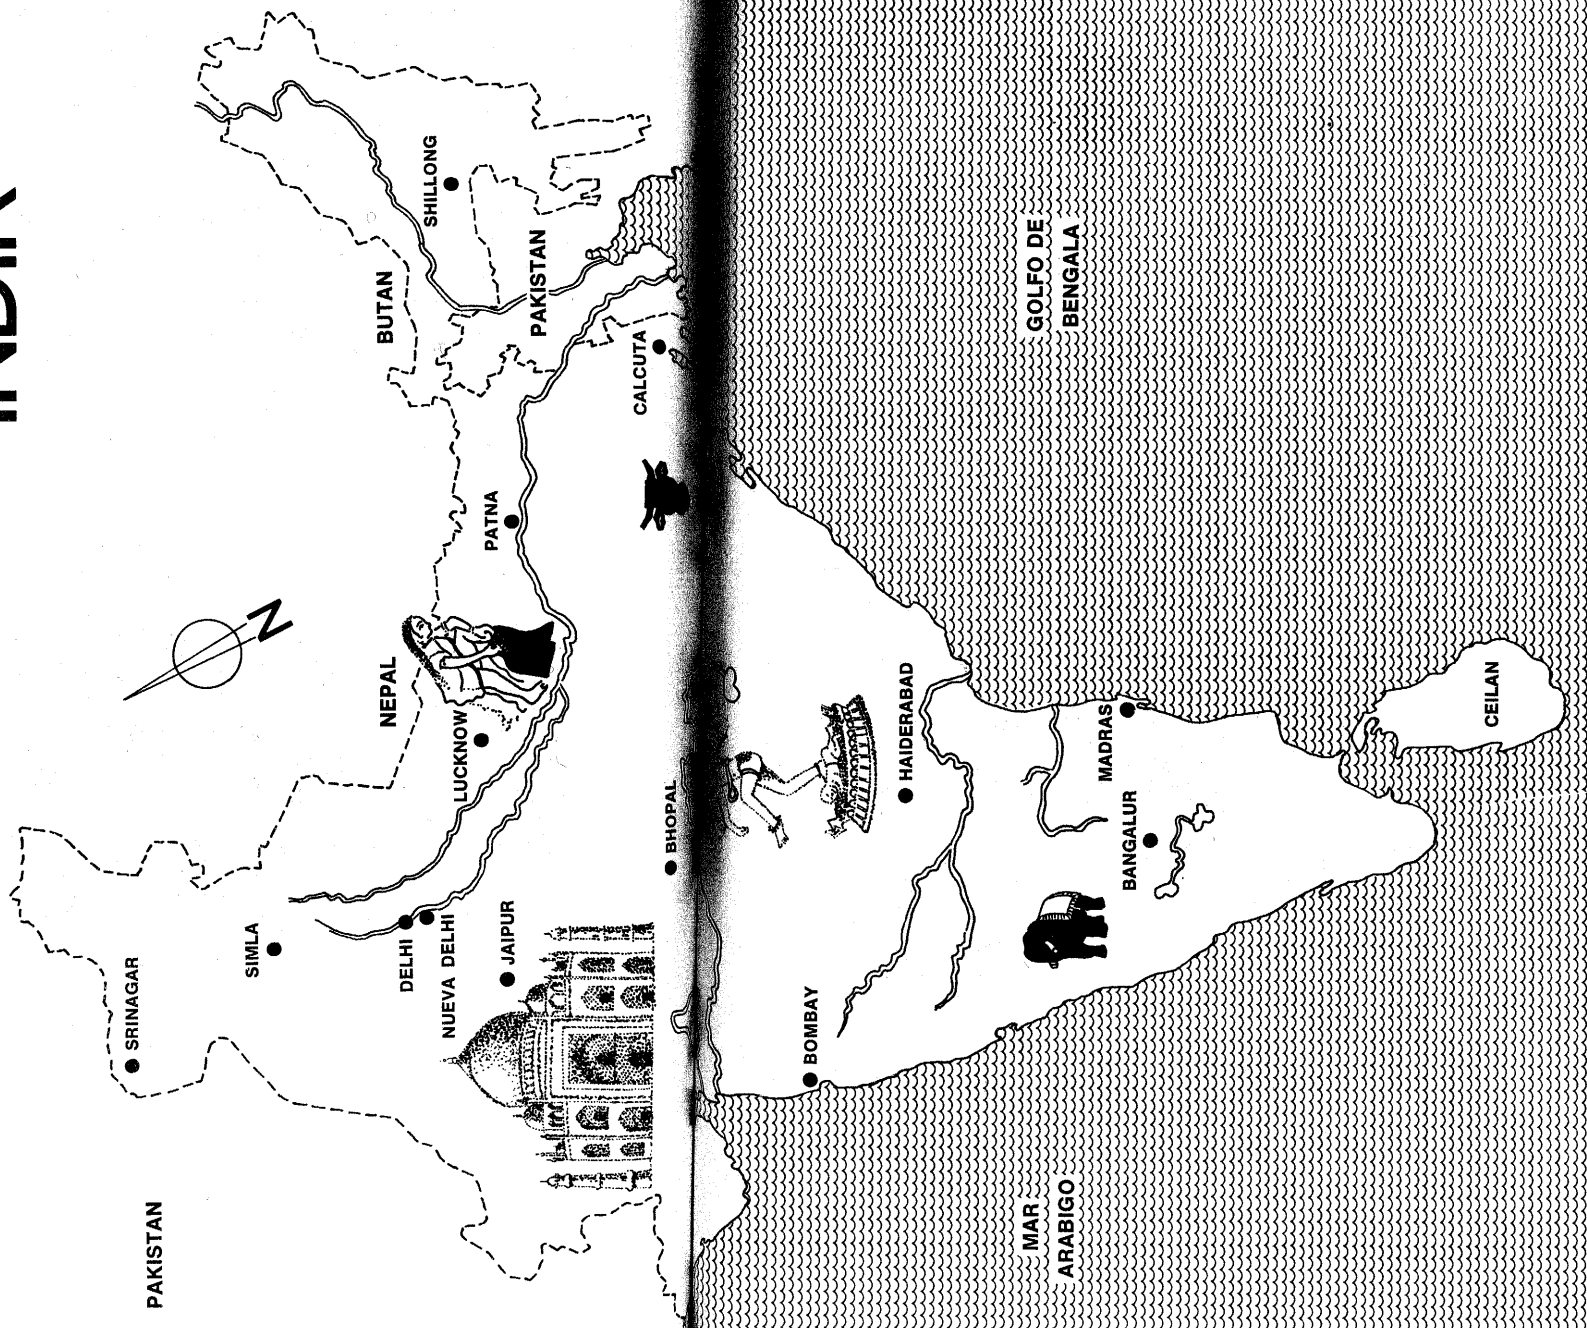 INDIA
PAKISTAN
SRINAGAR
SIMLA
DELHI
NUEVA DELHI
JAIPUR
NEPAL
LUCKNOW
BUTAN
SHILLONG
PATNA
PAKISTAN
CALCUTA
BHOPAL
N
BOMBAY
HAIDERABAD
MADRAS
BANGALUR
CEILAN
GOLFO DE
BENGALA
MAR
ARABIGO